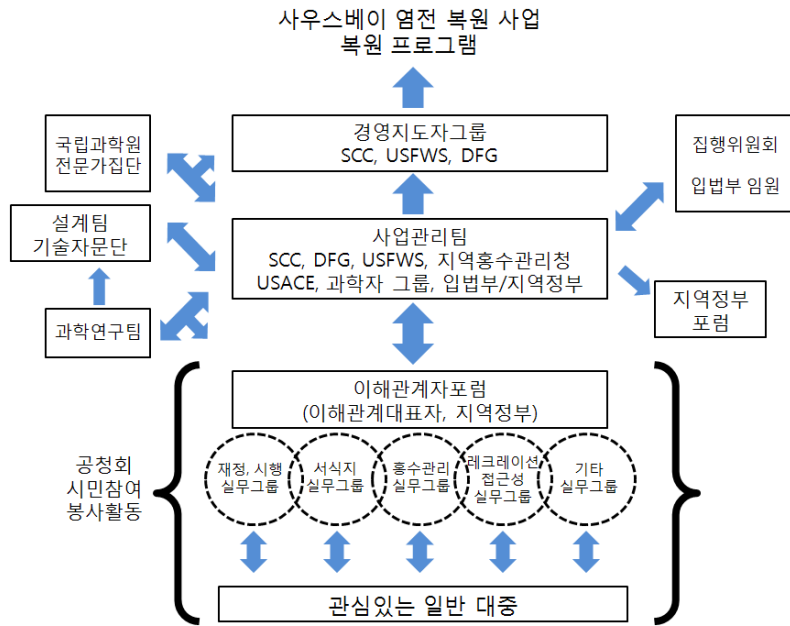 사우스베이 염전 복원 사업
복원 프로그램
경영지도자그룹
SCC, USFWS, DFG
국립과학원
전문가집단
집행위원회
입법부 임원
설계팀
기술자문단
사업관리팀
SCC, DFG, USFWS, 지역홍수관리청
USACE, 과학자 그룹, 입법부/지역정부
지역정부
포럼
과학연구팀
이해관계자포럼
(이해관계대표자, 지역정부)
공청회
시민참여
봉사활동
재정, 시행
실무그룹
서식지
실무그룹
홍수관리
실무그룹
레크레이션
접근성
실무그룹
기타
실무그룹
관심있는 일반 대중